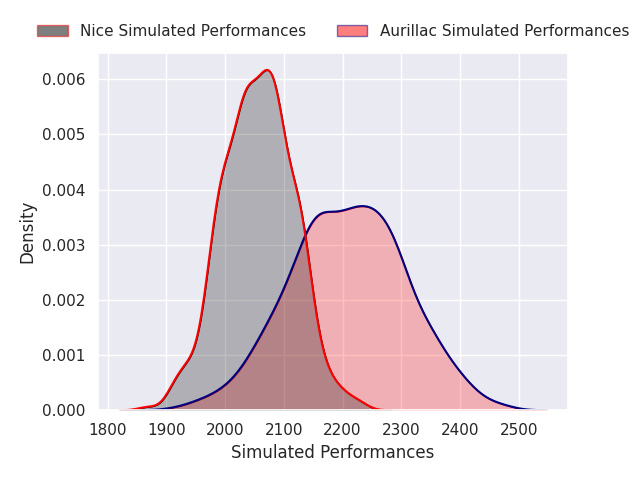 Nice Simulated Performances
Aurillac Simulated Performances
0.006
0.005
0.004
0.003
0.002
0.001
0.000
Density
1800 1900 2000 2100 2200 2300 2400 2500
Simulated Performances